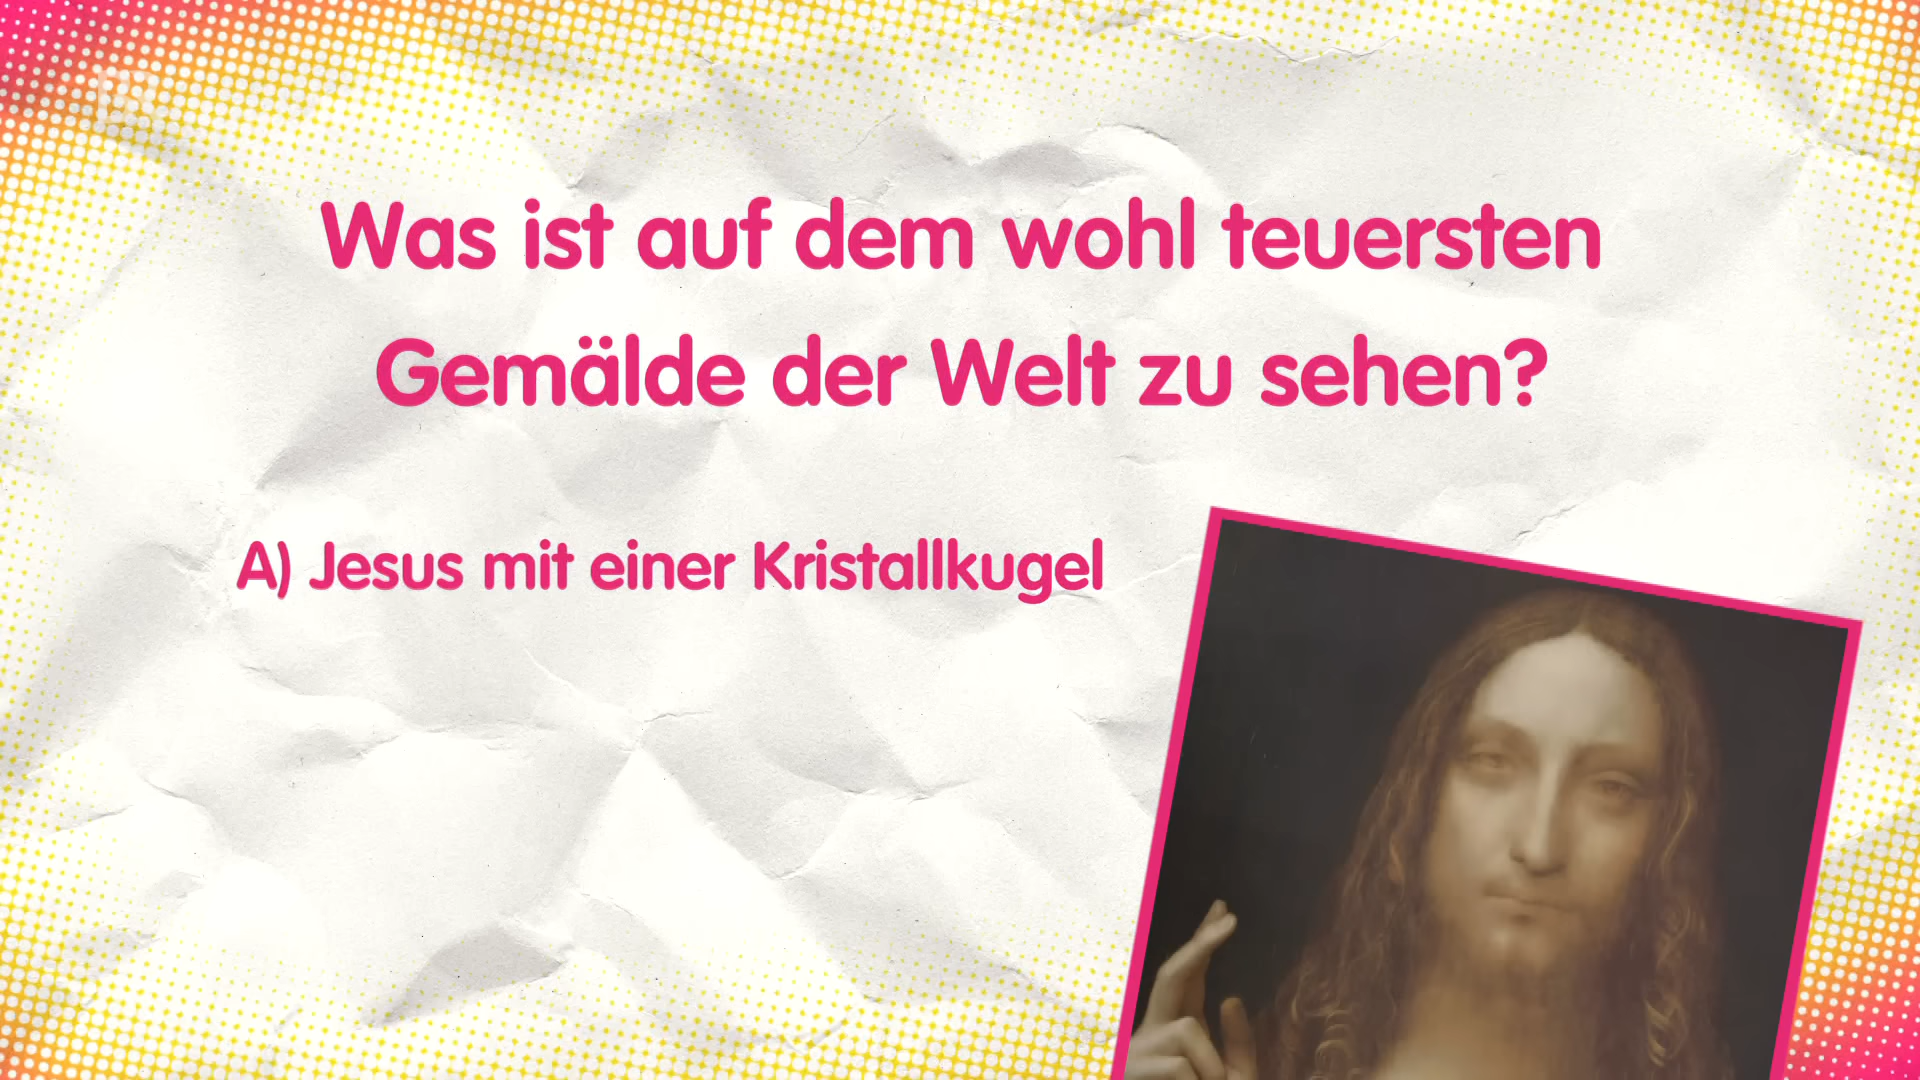 Was ist auf dem wohl teuersten
Gemälde der Welt zu sehen?
A) Jesus mit einer Kristallkugel